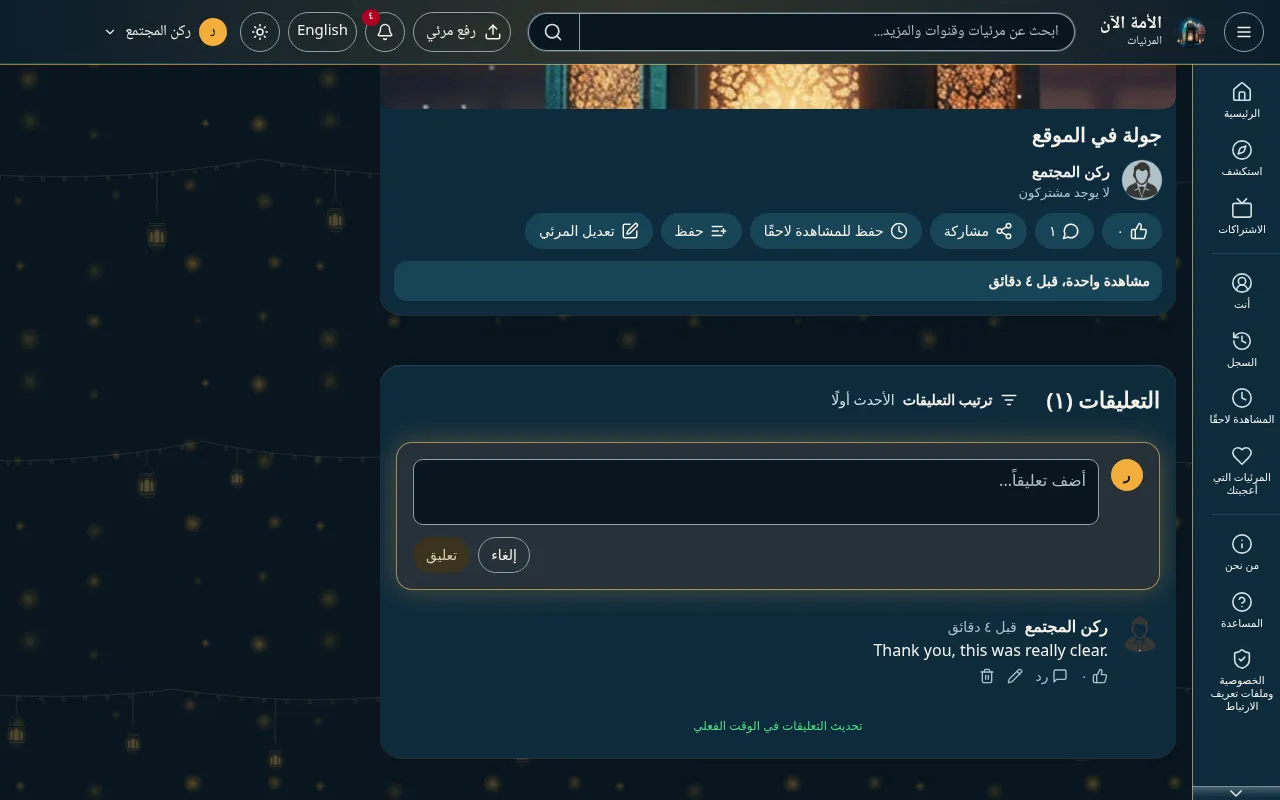 الأمة الآن
المرئيات
ابحث عن مرئيات وقنوات والمزيد...
رفع مرئي
٤
English
ر
ركن المجتمع
الرئيسية
استكشف
الاشتراكات
أنت
السجل
المشاهدة لاحقًا
المرئيات التي
أعجبتك
من نحن
المساعدة
الخصوصية
وملفات تعريف
الارتباط
جولة في الموقع
ركن المجتمع
لا يوجد مشتركون
٠
١
مشاركة
حفظ للمشاهدة لاحقًا
حفظ
تعديل المرئي
مشاهدة واحدة، قبل ٤ دقائق
التعليقات (١)
ترتيب التعليقات الأحدث أولًا
ر
أضف تعليقاً...
إلغاء
تعليق
ركن المجتمع قبل ٤ دقائق
Thank you, this was really clear.
٠
رد
تحديث التعليقات في الوقت الفعلي